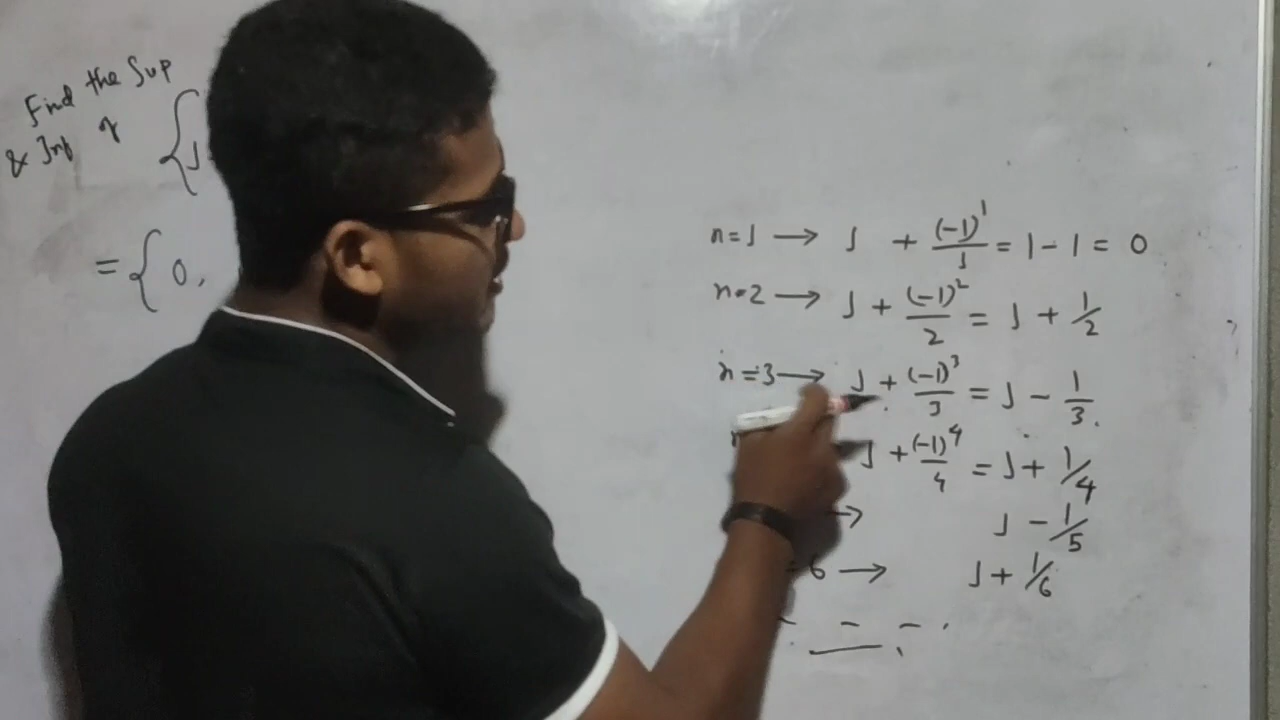 Find the Sup
& Inf of { 1
= { 0,
n=1 → 1 + (-1)^1/1 = 1 - 1 = 0
n=2 → 1 + (-1)^2/2 = 1 + 1/2
n=3 → 1 + (-1)^3/3 = 1 - 1/3.
1 + (-1)^4/4 = 1 + 1/4
→ 1 - 1/5
6 → 1 + 1/6
- - - .